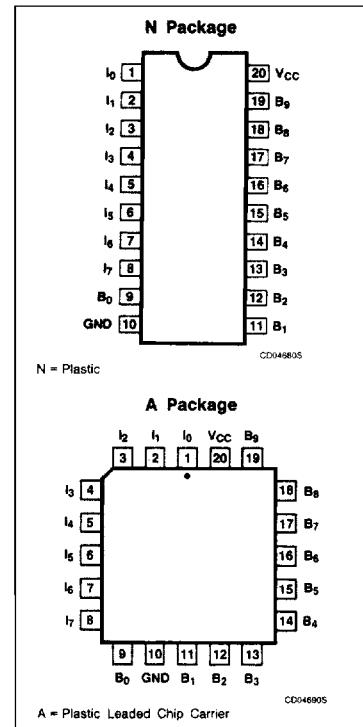 N Package
I0 1 20 VCC
I1 2 19 B9
I2 3 18 B8
I3 4 17 B7
I4 5 16 B6
I5 6 15 B5
I6 7 14 B4
I7 8 13 B3
B0 9 12 B2
GND 10 11 B1
CD04680S
N = Plastic
A Package
I2 I1 I0 VCC B9
3 2 1 20 19
I3 4 18 B8
I4 5 17 B7
I5 6 16 B6
I6 7 15 B5
I7 8 14 B4
9 10 11 12 13
B0 GND B1 B2 B3
CD04690S
A = Plastic Leaded Chip Carrier